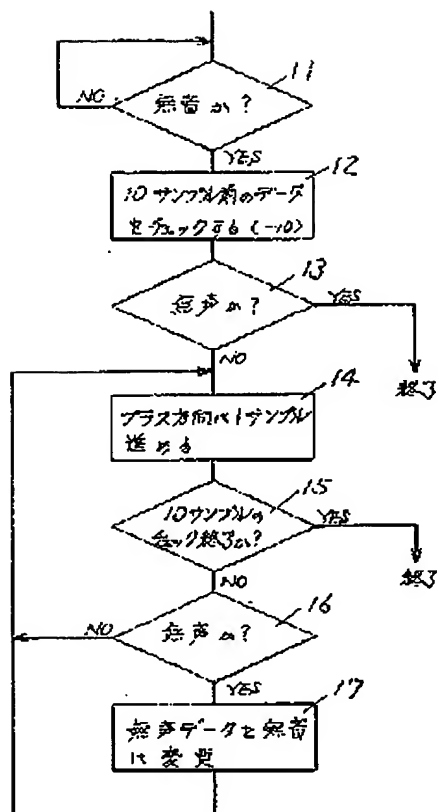 11
NO
無音か?
YES
12
10サンプル前のデータ
をチェックする(-10)
13
無声か?
YES
NO
終了
14
プラス方向に1サンプル
進める
15
10サンプルの
チェック終了か?
YES
NO
終了
16
NO
無声か?
YES
17
無声データを無音
に変更